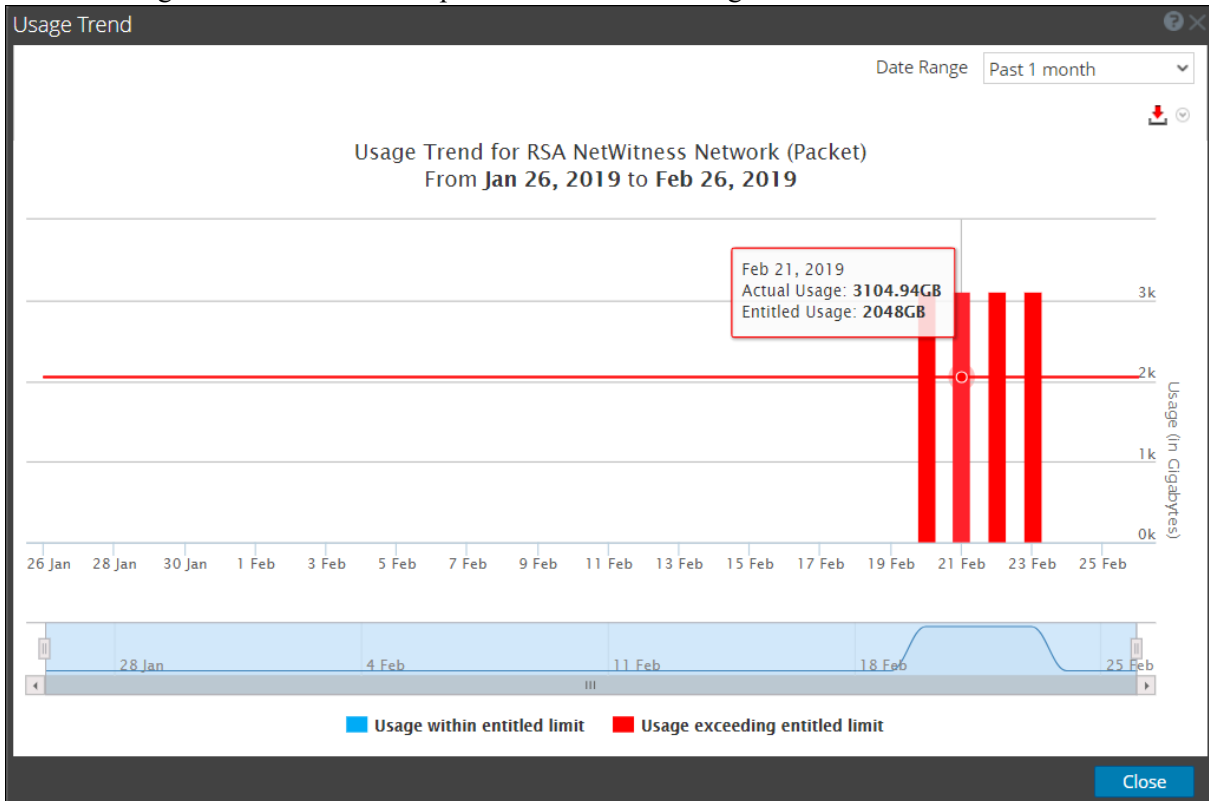 Usage Trend
Date Range Past 1 month
Usage Trend for RSA NetWitness Network (Packet)
From Jan 26, 2019 to Feb 26, 2019
Feb 21, 2019
Actual Usage: 3104.94GB
Entitled Usage: 2048GB
3k
2k
1k
0k
Usage (in Gigabytes)
26 Jan 28 Jan 30 Jan 1 Feb 3 Feb 5 Feb 7 Feb 9 Feb 11 Feb 13 Feb 15 Feb 17 Feb 19 Feb 21 Feb 23 Feb 25 Feb
28 Jan 4 Feb 11 Feb 18 Feb 25 Feb
Usage within entitled limit Usage exceeding entitled limit
Close